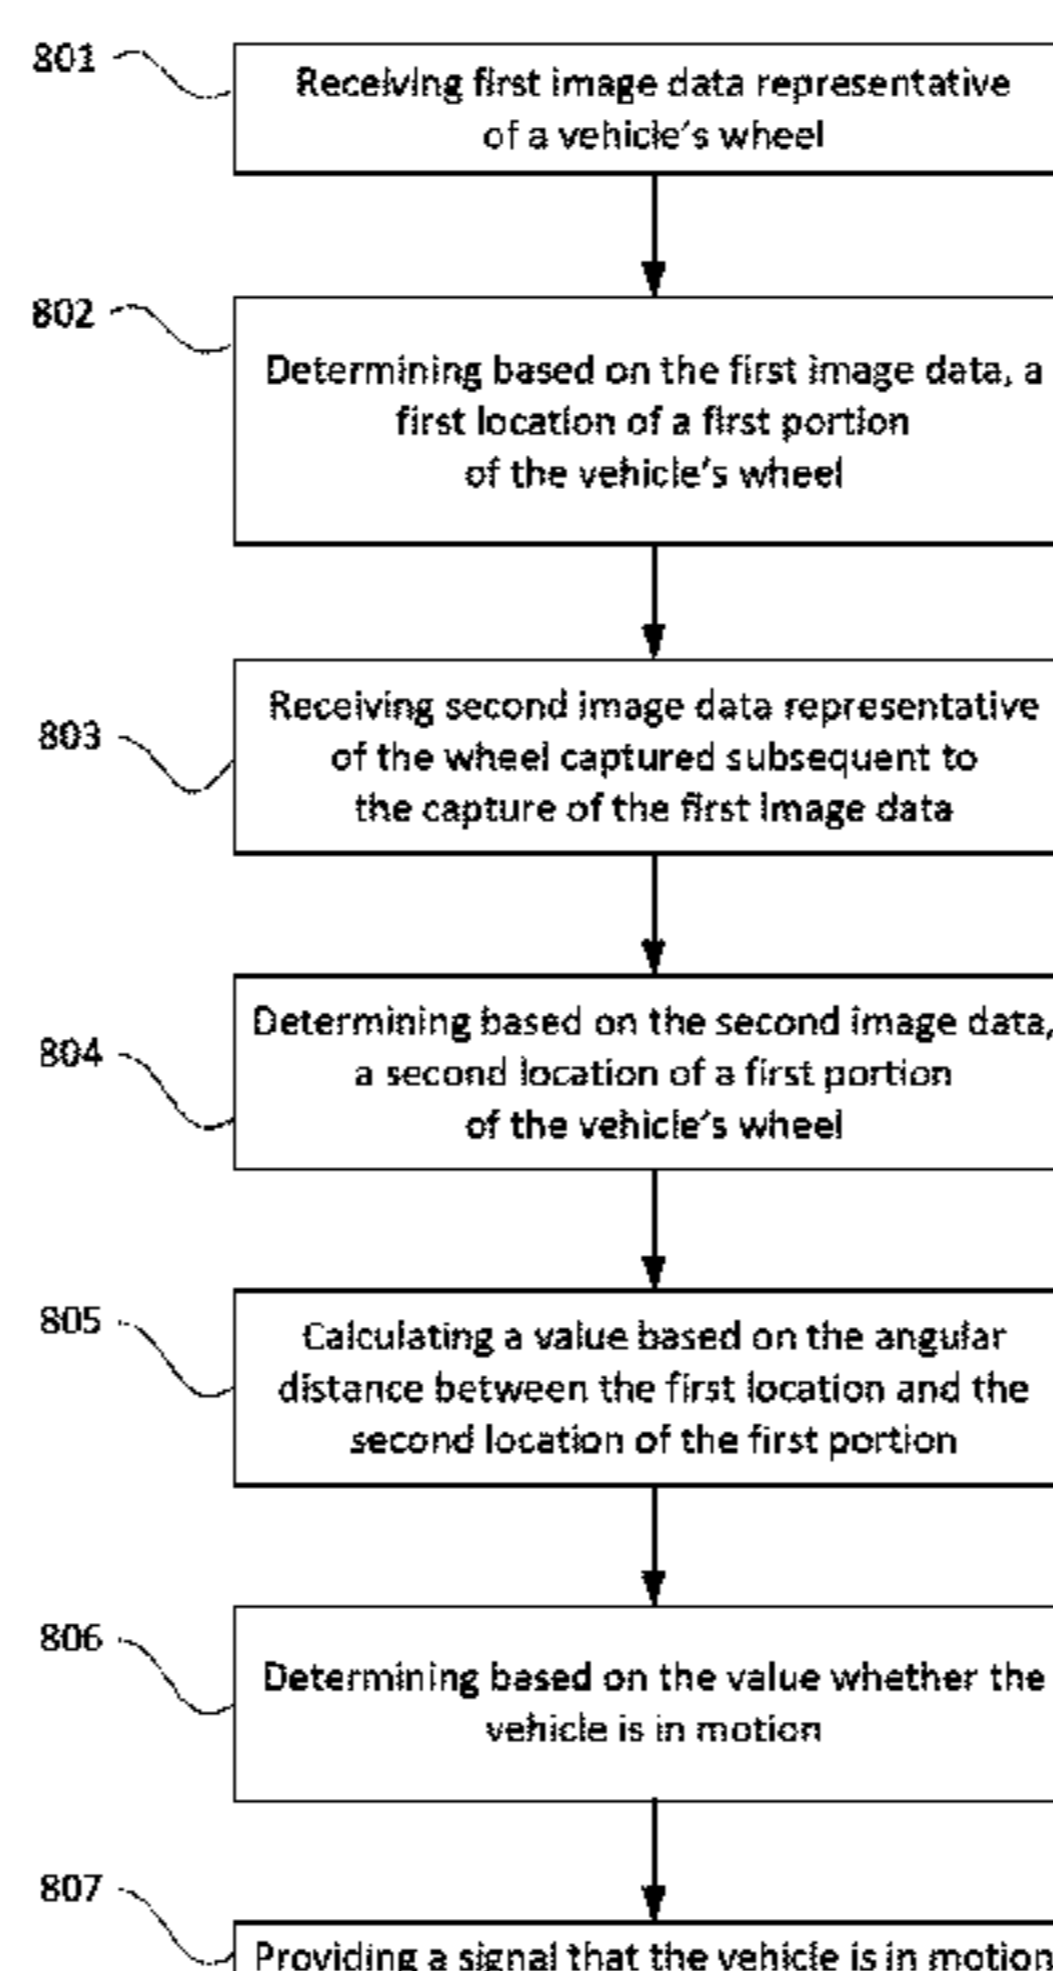 801
Receiving first image data representative
of a vehicle's wheel
802
Determining based on the first image data, a
first location of a first portion
of the vehicle's wheel
803
Receiving second image data representative
of the wheel captured subsequent to
the capture of the first image data
804
Determining based on the second image data,
a second location of a first portion
of the vehicle's wheel
805
Calculating a value based on the angular
distance between the first location and the
second location of the first portion
806
Determining based on the value whether the
vehicle is in motion
807
Providing a signal that the vehicle is in motion